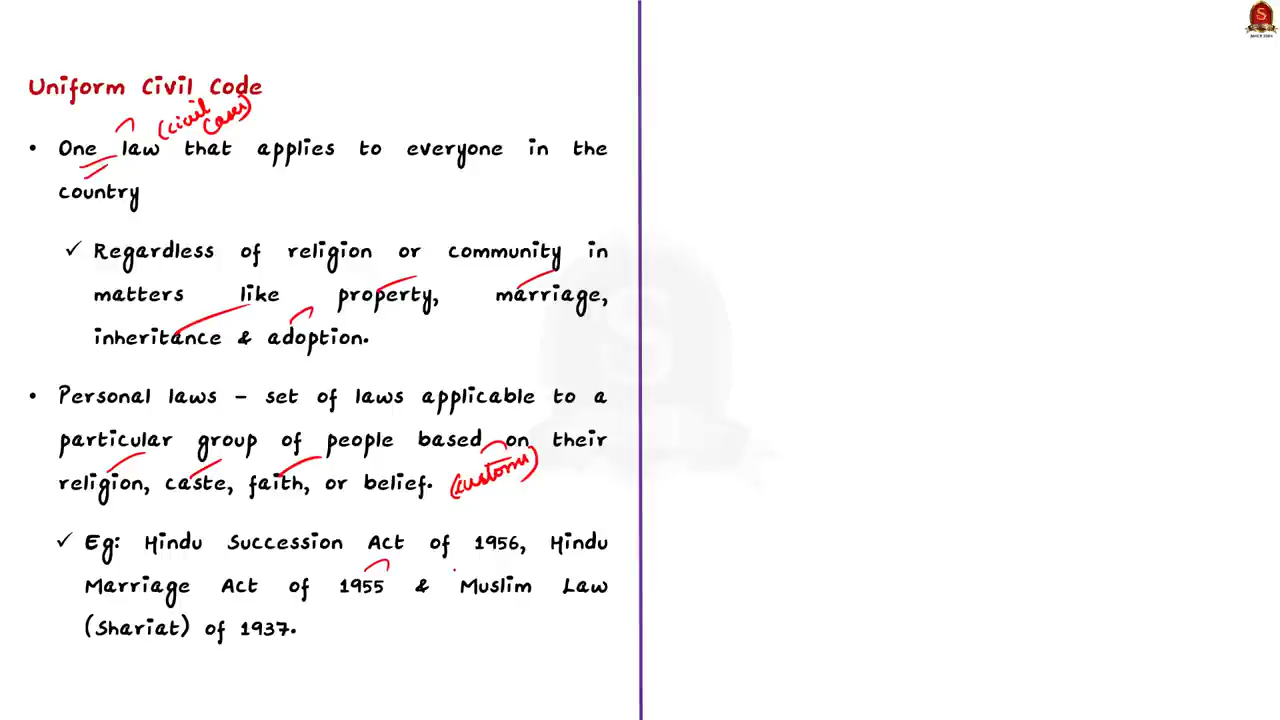 Uniform Civil Code
(civil cases)
• One law that applies to everyone in the
country
✓ Regardless of religion or community in
matters like property, marriage,
inheritance & adoption.
• Personal laws – set of laws applicable to a
particular group of people based on their
religion, caste, faith, or belief. (customs)
✓ Eg: Hindu Succession Act of 1956, Hindu
Marriage Act of 1955 & Muslim Law
(Shariat) of 1937.
S